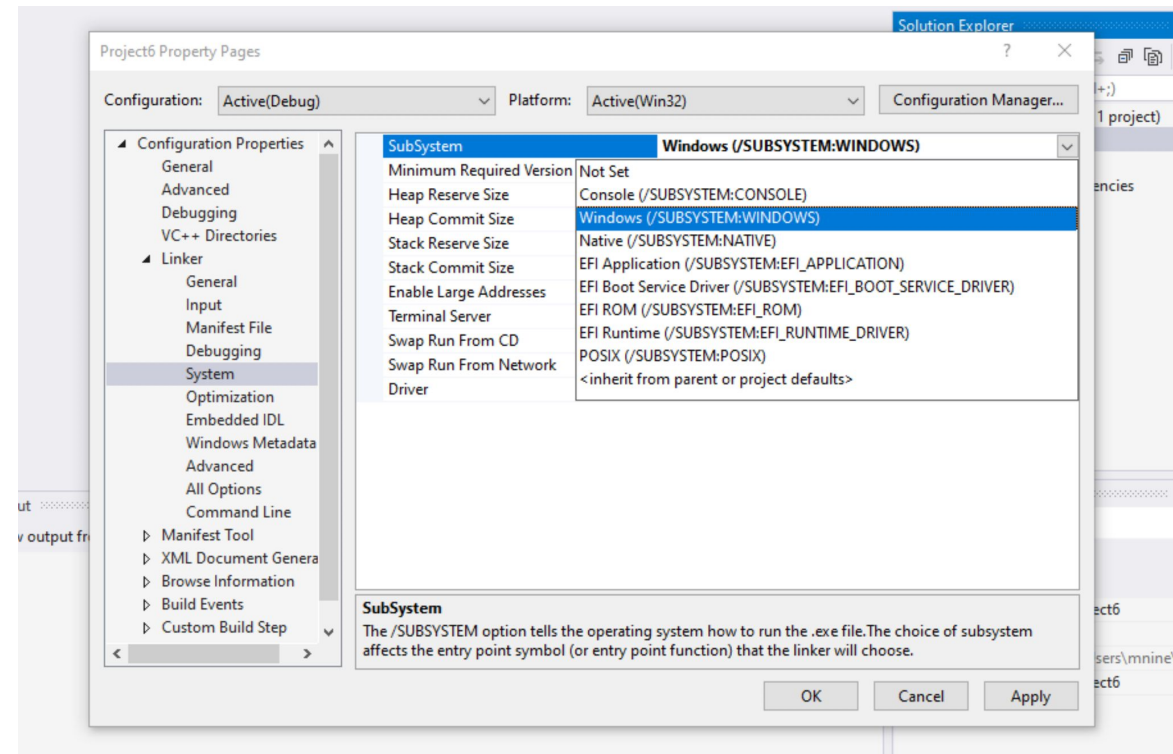 Solution Explorer
Project6 Property Pages
?
Configuration: Active(Debug) Platform: Active(Win32) Configuration Manager...
1 project)
Configuration Properties
General
Advanced
Debugging
VC++ Directories
Linker
General
Input
Manifest File
Debugging
System
Optimization
Embedded IDL
Windows Metadata
Advanced
All Options
Command Line
Manifest Tool
XML Document Genera
Browse Information
Build Events
Custom Build Step
SubSystem Windows (/SUBSYSTEM:WINDOWS)
Minimum Required Version
Heap Reserve Size
Heap Commit Size
Stack Reserve Size
Stack Commit Size
Enable Large Addresses
Terminal Server
Swap Run From CD
Swap Run From Network
Driver
Not Set
Console (/SUBSYSTEM:CONSOLE)
Windows (/SUBSYSTEM:WINDOWS)
Native (/SUBSYSTEM:NATIVE)
EFI Application (/SUBSYSTEM:EFI_APPLICATION)
EFI Boot Service Driver (/SUBSYSTEM:EFI_BOOT_SERVICE_DRIVER)
EFI ROM (/SUBSYSTEM:EFI_ROM)
EFI Runtime (/SUBSYSTEM:EFI_RUNTIME_DRIVER)
POSIX (/SUBSYSTEM:POSIX)
<inherit from parent or project defaults>
SubSystem
The /SUBSYSTEM option tells the operating system how to run the .exe file.The choice of subsystem
affects the entry point symbol (or entry point function) that the linker will choose.
OK Cancel Apply
+;)
encies
ut
output fr
ect6
sers\mnine\
ect6